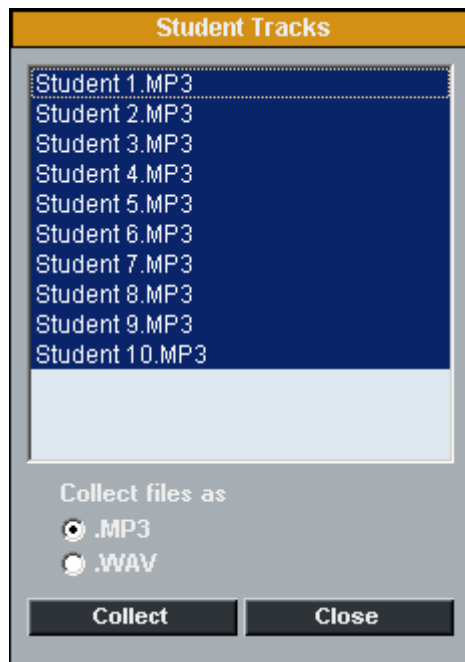 Student Tracks
Student 1.MP3
Student 2.MP3
Student 3.MP3
Student 4.MP3
Student 5.MP3
Student 6.MP3
Student 7.MP3
Student 8.MP3
Student 9.MP3
Student 10.MP3
Collect files as
.MP3
.WAV
Collect Close